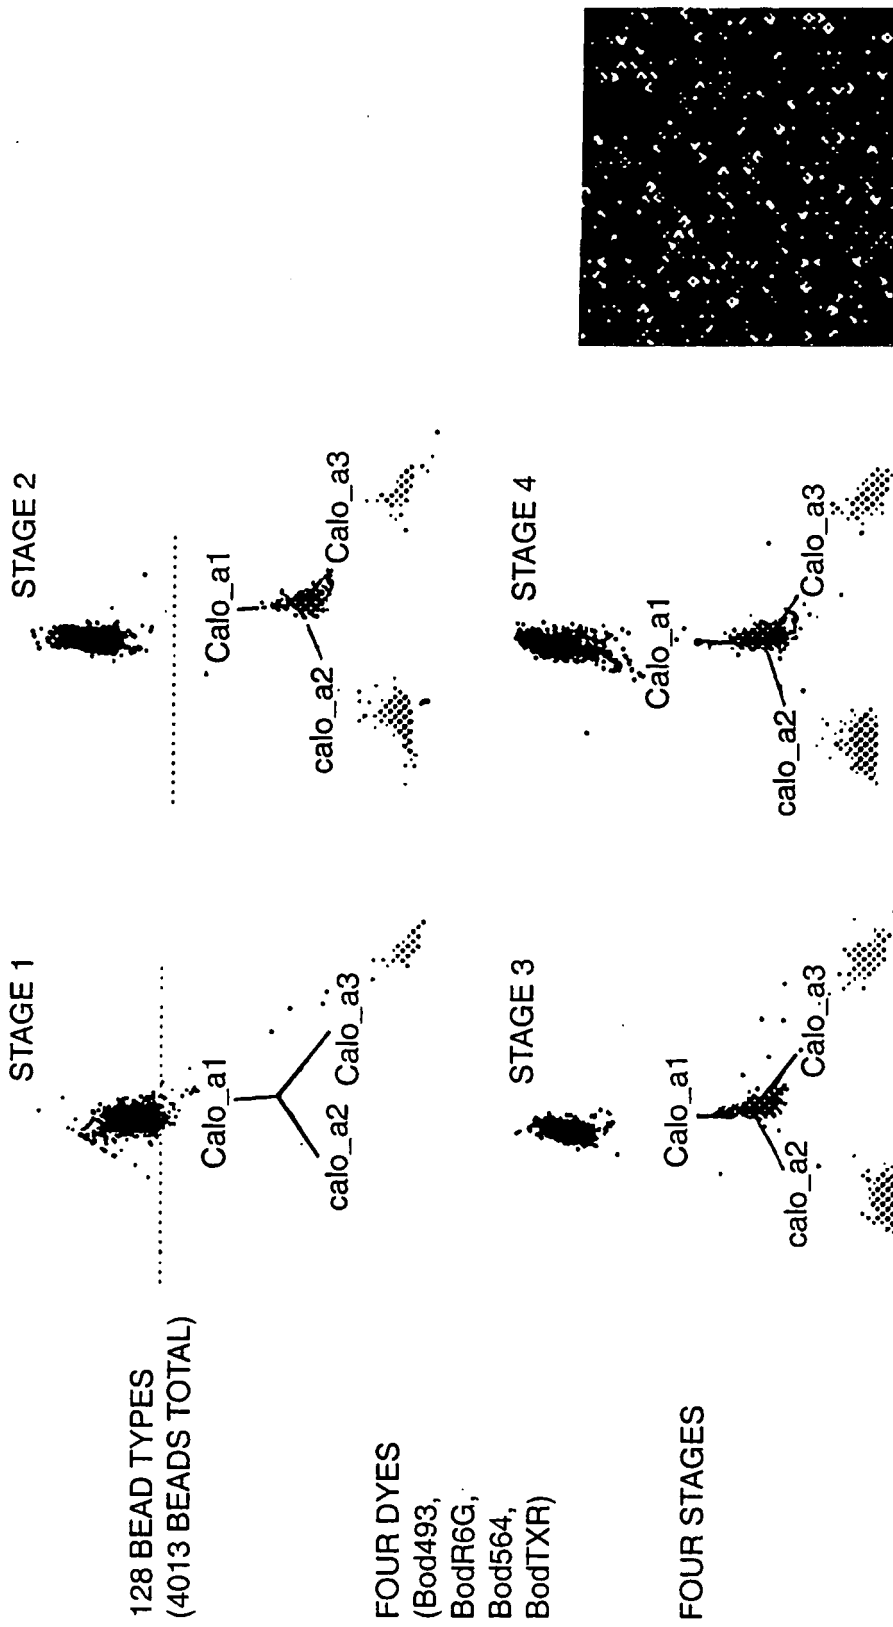 128 BEAD TYPES
(4013 BEADS TOTAL)
FOUR DYES
(Bod493,
BodR6G,
Bod564,
BodTXR)
FOUR STAGES
STAGE 1
Calo_a1
calo_a2
Calo_a3
STAGE 2
Calo_a1
calo_a2
Calo_a3
STAGE 3
Calo_a1
calo_a2
Calo_a3
STAGE 4
Calo_a1
calo_a2
Calo_a3